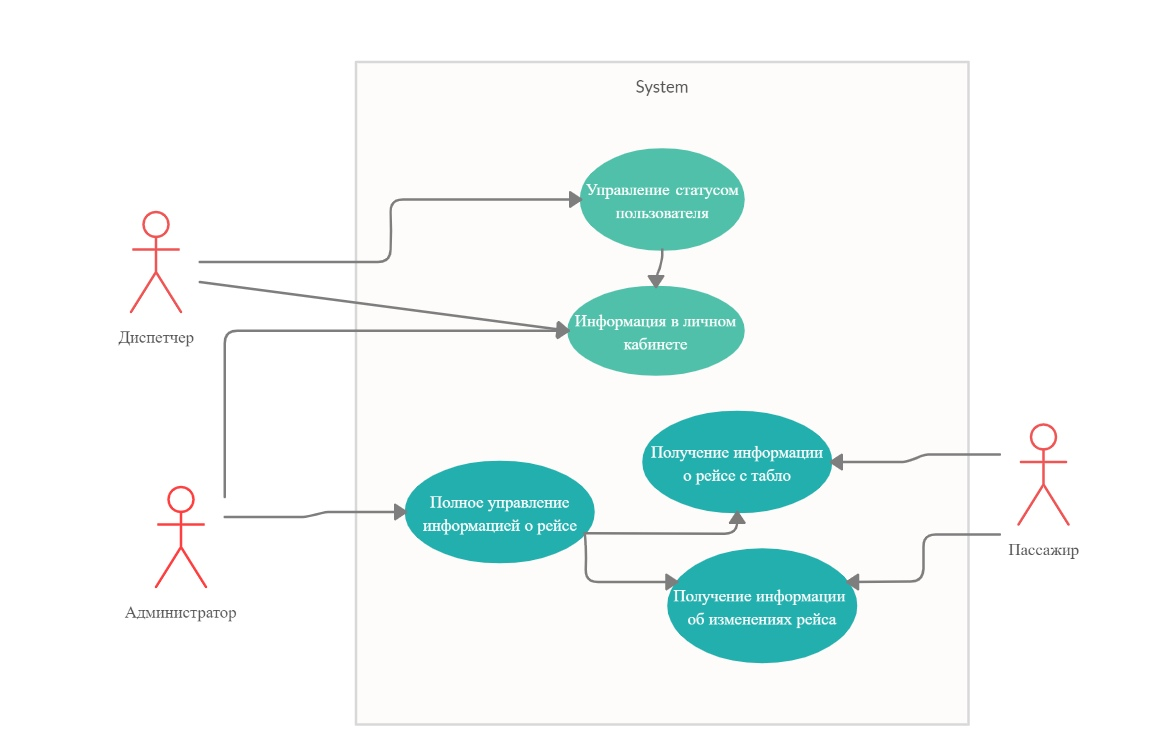 System
Управление статусом
пользователя
Диспетчер
Информация в личном
кабинете
Получение информации
о рейсе с табло
Полное управление
информацией о рейсе
Пассажир
Получение информации
об изменениях рейса
Администратор